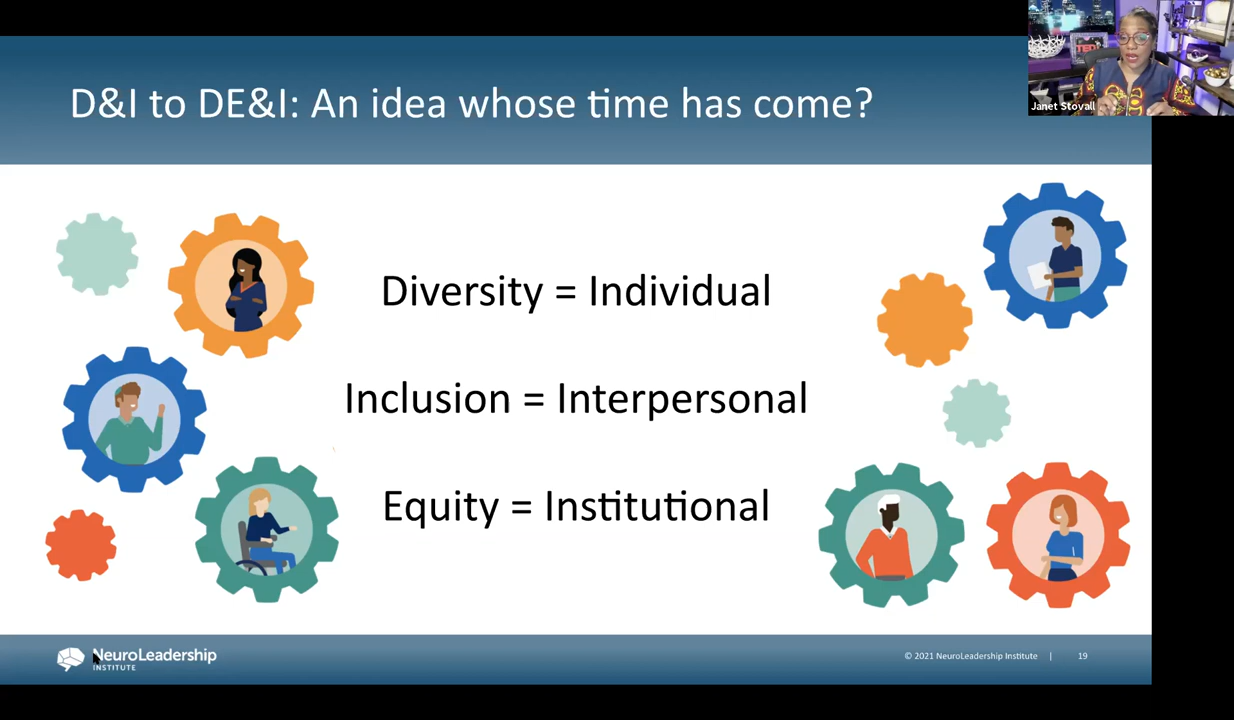 D&I to DE&I: An idea whose time has come?
TED
Janet Stovall
Diversity = Individual
Inclusion = Interpersonal
Equity = Institutional
NeuroLeadership
INSTITUTE
© 2021 NeuroLeadership Institute | 19